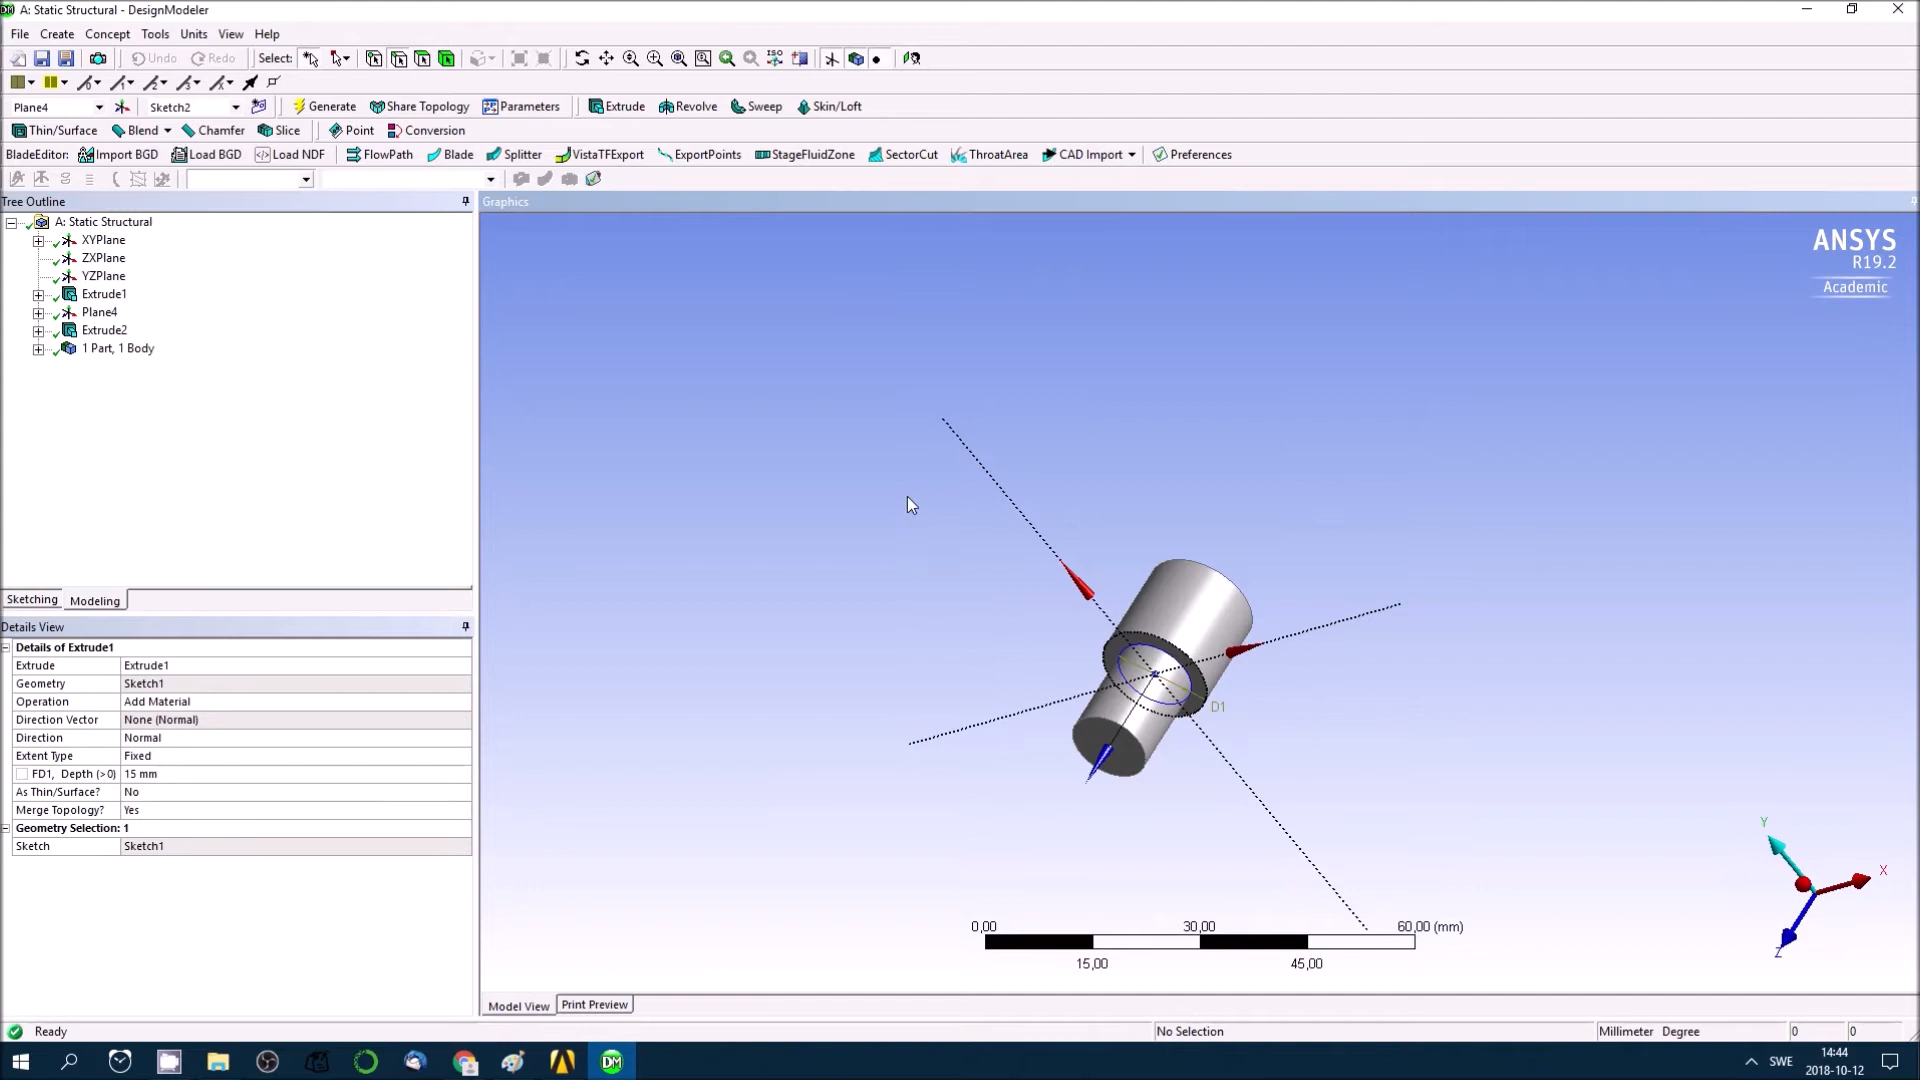 A: Static Structural - DesignModeler
File Create Concept Tools Units View Help
Undo Redo Select: ISO
Plane4 Sketch2 Generate Share Topology Parameters Extrude Revolve Sweep Skin/Loft
Thin/Surface Blend Chamfer Slice Point Conversion
BladeEditor: Import BGD Load BGD Load NDF FlowPath Blade Splitter VistaTFExport ExportPoints StageFluidZone SectorCut ThroatArea CAD Import Preferences
Tree Outline
Graphics
A: Static Structural
XYPlane
ZXPlane
YZPlane
Extrude1
Plane4
Extrude2
1 Part, 1 Body
ANSYS
R19.2
Academic
Sketching Modeling
Details View
Details of Extrude1
Extrude Extrude1
Geometry Sketch1
Operation Add Material
Direction Vector None (Normal)
Direction Normal
Extent Type Fixed
FD1, Depth (>0) 15 mm
As Thin/Surface? No
Merge Topology? Yes
Geometry Selection: 1
Sketch Sketch1
D1
Y
X
Z
0,00 30,00 60,00 (mm)
15,00 45,00
Model View Print Preview
Ready
No Selection
Millimeter Degree 0 0
DM
SWE
14:44
2018-10-12